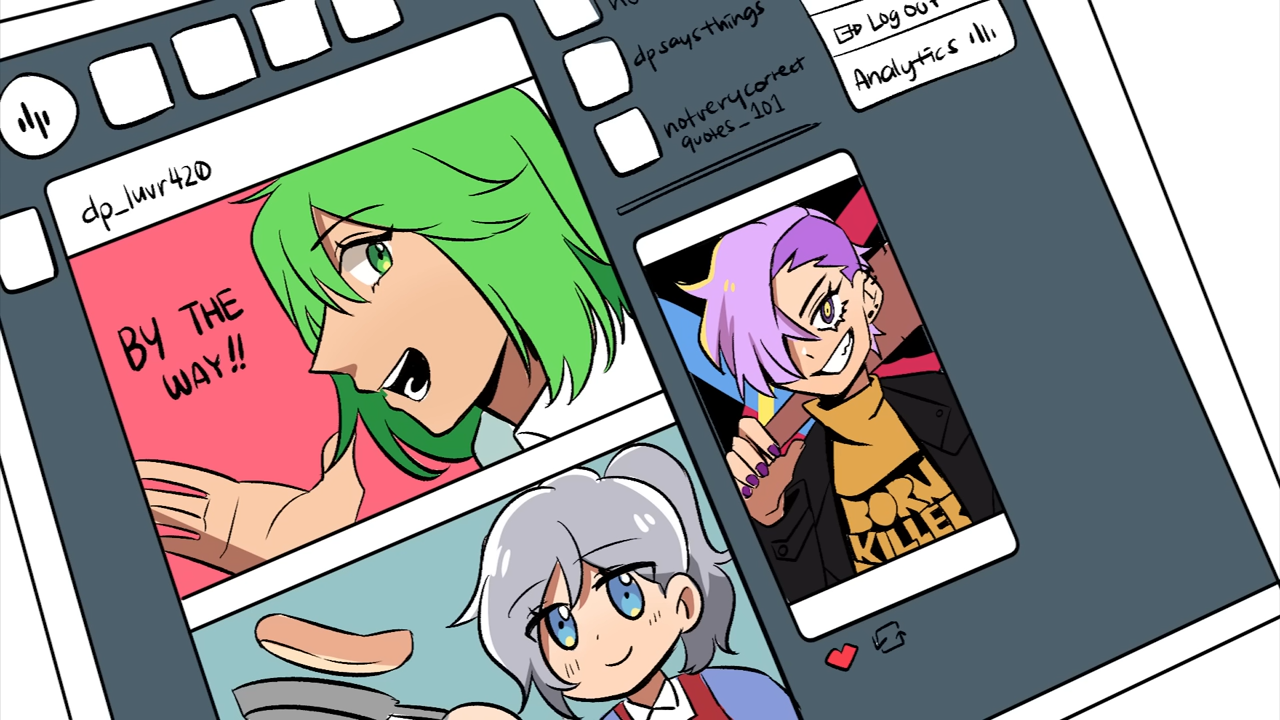 Log out
Analytics
dpsaysthings
notverycorrect
quotes_101
dp_luvr420
BY THE
WAY!!
BORN
KILLER